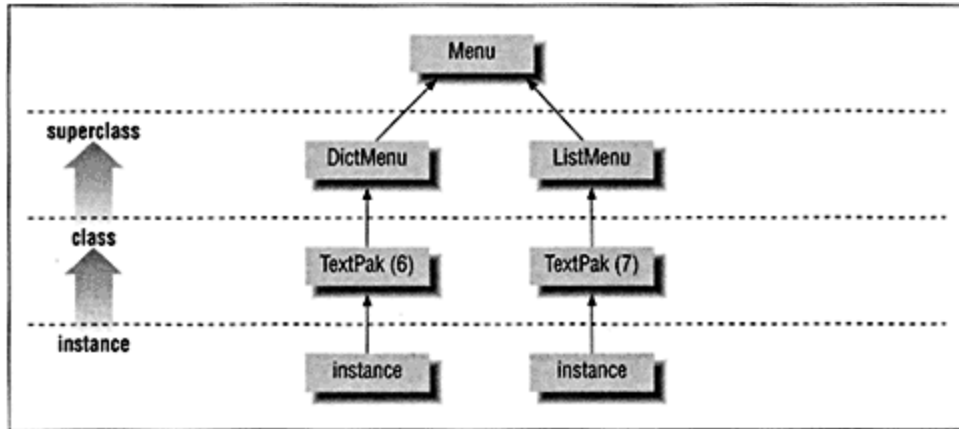 Menu
superclass
DictMenu
ListMenu
class
TextPak (6)
TextPak (7)
instance
instance
instance